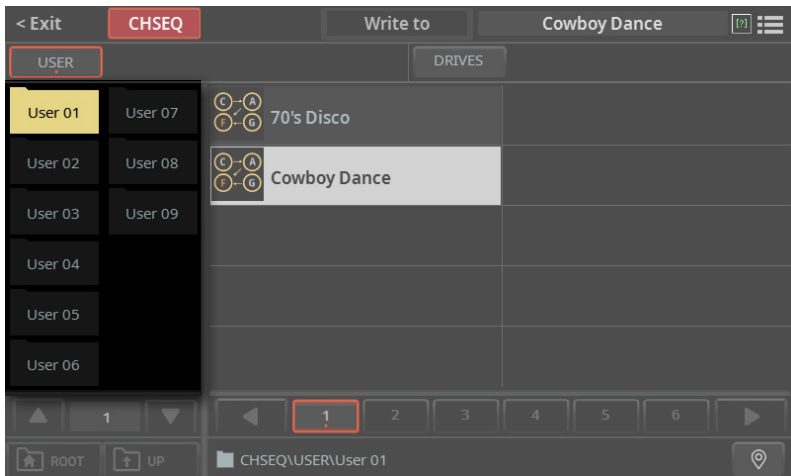 < Exit CHSEQ Write to Cowboy Dance [?]
USER DRIVES
User 01 User 07 C A F G 70's Disco
User 02 User 08 C A F G Cowboy Dance
User 03 User 09
User 04
User 05
User 06
1 1 2 3 4 5 6
ROOT UP CHSEQ\USER\User 01